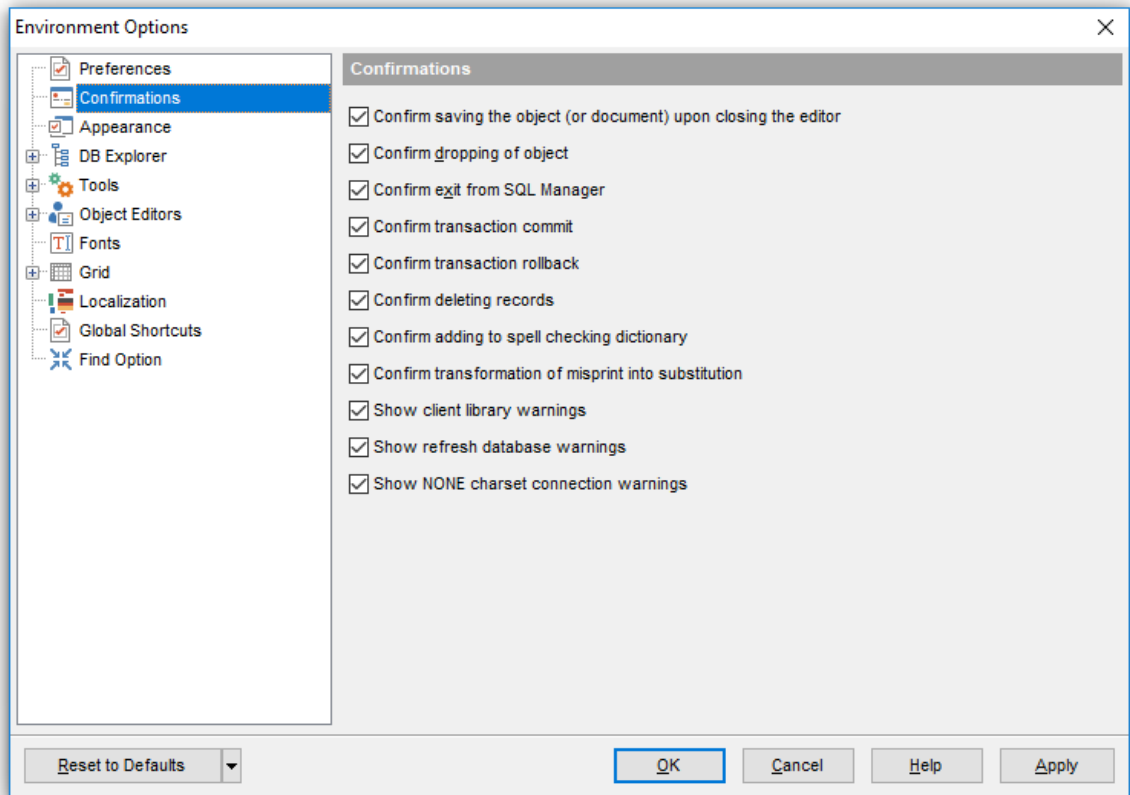 Environment Options
Preferences
Confirmations
Appearance
DB Explorer
Tools
Object Editors
Fonts
Grid
Localization
Global Shortcuts
Find Option
Confirmations
Confirm saving the object (or document) upon closing the editor
Confirm dropping of object
Confirm exit from SQL Manager
Confirm transaction commit
Confirm transaction rollback
Confirm deleting records
Confirm adding to spell checking dictionary
Confirm transformation of misprint into substitution
Show client library warnings
Show refresh database warnings
Show NONE charset connection warnings
Reset to Defaults
OK
Cancel
Help
Apply